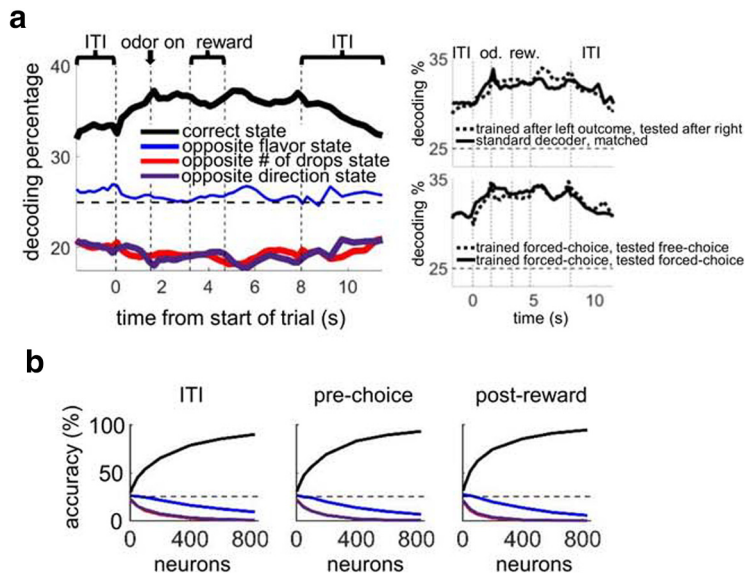 a
ITI odor on reward ITI
40
30
20
decoding percentage
correct state
opposite flavor state
opposite # of drops state
opposite direction state
0 2 4 6 8 10
time from start of trial (s)
ITI od. rew. ITI
35
25
decoding %
trained after left outcome, tested after right
standard decoder, matched
35
25
decoding %
trained forced-choice, tested free-choice
trained forced-choice, tested forced-choice
0 5 10
time (s)
b
ITI pre-choice post-reward
100
50
0
accuracy (%)
0 400 800 0 400 800 0 400 800
neurons neurons neurons